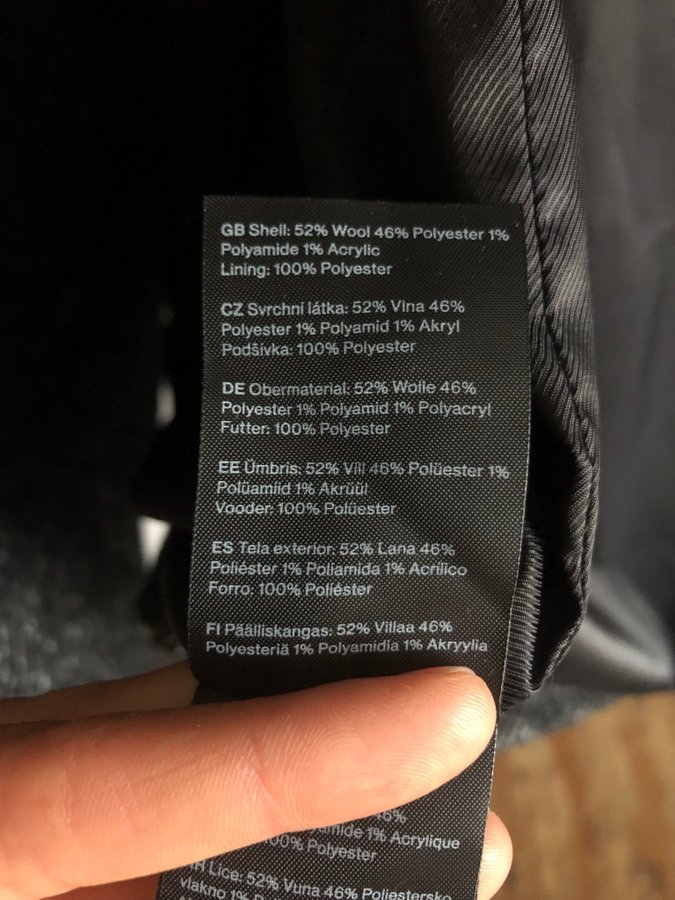 GB Shell: 52% Wool 46% Polyester 1%
Polyamide 1% Acrylic
Lining: 100% Polyester
CZ Svrchní látka: 52% Vlna 46%
Polyester 1% Polyamid 1% Akryl
Podšívka: 100% Polyester
DE Obermaterial: 52% Wolle 46%
Polyester 1% Polyamid 1% Polyacryl
Futter: 100% Polyester
EE Ümbris: 52% Vill 46% Polüester 1%
Polüamiid 1% Akrüül
Vooder: 100% Polüester
ES Tela exterior: 52% Lana 46%
Poliéster 1% Poliamida 1% Acrílico
Forro: 100% Poliéster
FI Päälliskangas: 52% Villaa 46%
Polyesteriä 1% Polyamidia 1% Akryylia
1% Acrylique
Polyester
Lice: 52% Vuna 46% Poliestersko
vlakno 1%